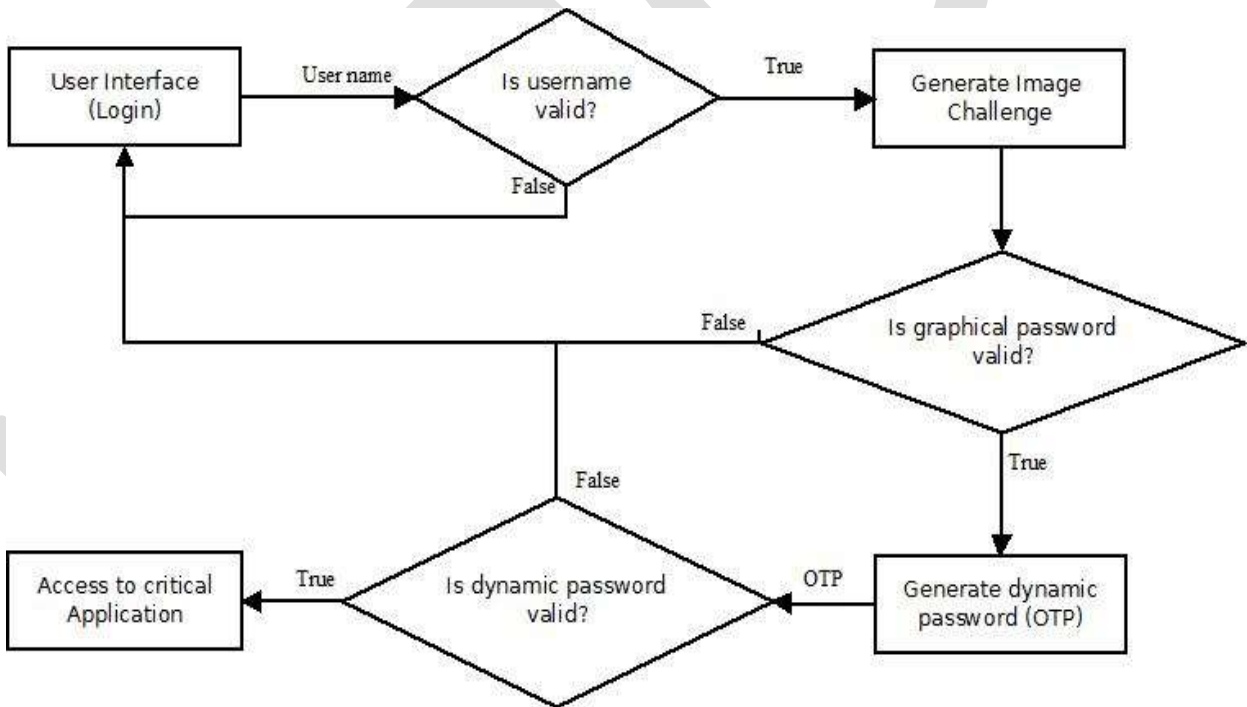 User Interface
(Login)
User name
Is username
valid?
True
Generate Image
Challenge
False
False
Is graphical password
valid?
True
False
Generate dynamic
password (OTP)
OTP
Is dynamic password
valid?
True
Access to critical
Application